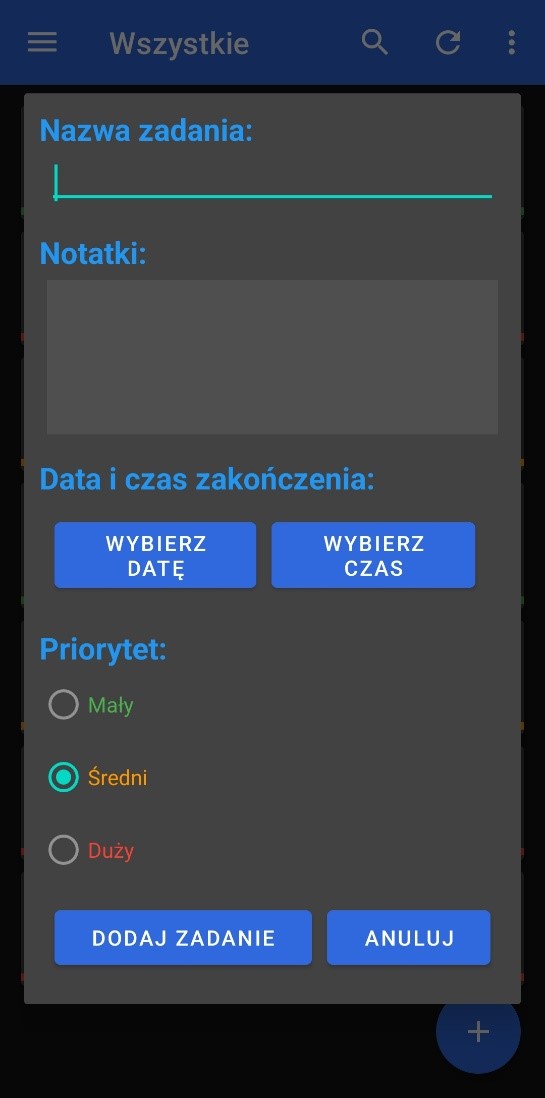 Wszystkie
Nazwa zadania:
Notatki:
Data i czas zakończenia:
WYBIERZ
DATĘ
WYBIERZ
CZAS
Priorytet:
Mały
Średni
Duży
DODAJ ZADANIE
ANULUJ